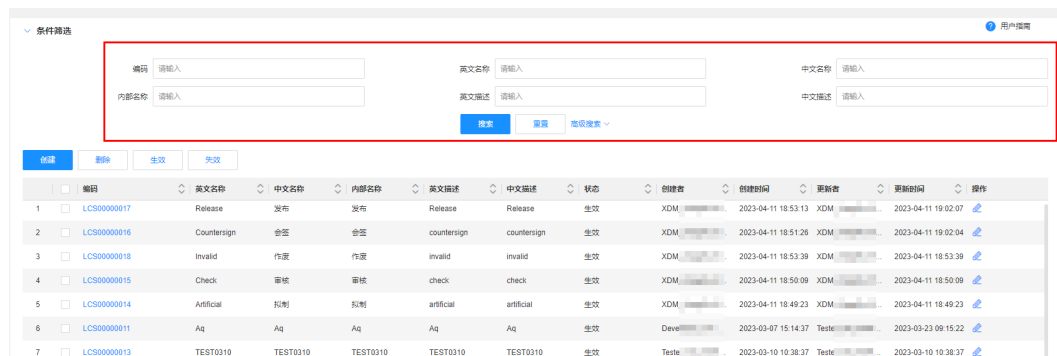 条件筛选 ? 用户指南
编码 请输入 英文名称 请输入 中文名称 请输入
内部名称 请输入 英文描述 请输入 中文描述 请输入
搜索 重置 高级搜索
创建 删除 生效 失效
编码 英文名称 中文名称 内部名称 英文描述 中文描述 状态 创建者 创建时间 更新者 更新时间 操作
1 LCS00000017 Release 发布 发布 Release Release 生效 XDM 2023-04-11 18:53:13 XDM 2023-04-11 19:02:07
2 LCS00000016 Countersign 会签 会签 countersign countersign 生效 XDM 2023-04-11 18:51:26 XDM 2023-04-11 19:02:04
3 LCS00000018 Invalid 作废 作废 invalid invalid 生效 XDM 2023-04-11 18:53:39 XDM 2023-04-11 18:53:39
4 LCS00000015 Check 审核 审核 check check 生效 XDM 2023-04-11 18:50:09 XDM 2023-04-11 18:50:09
5 LCS00000014 Artificial 拟制 拟制 artificial artificial 生效 XDM 2023-04-11 18:49:23 XDM 2023-04-11 18:49:23
6 LCS00000011 Aq Aq Aq Aq Aq 生效 Deve 2023-03-07 15:14:37 Teste 2023-03-23 09:15:22
7 LCS00000013 TEST0310 TEST0310 TEST0310 TEST0310 TEST0310 生效 Teste 2023-03-10 10:38:37 Teste 2023-03-10 10:38:37